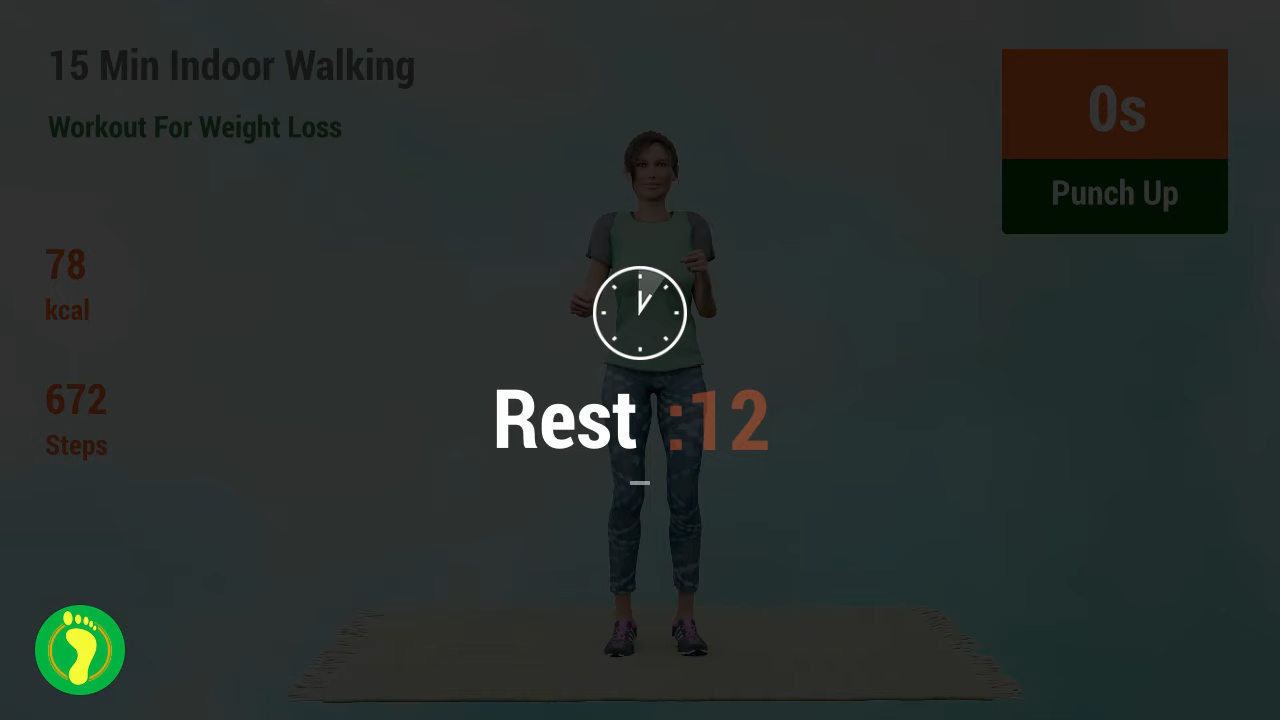 15 Min Indoor Walking
Workout For Weight Loss
0s
Punch Up
78
kcal
672
Steps
Rest :12